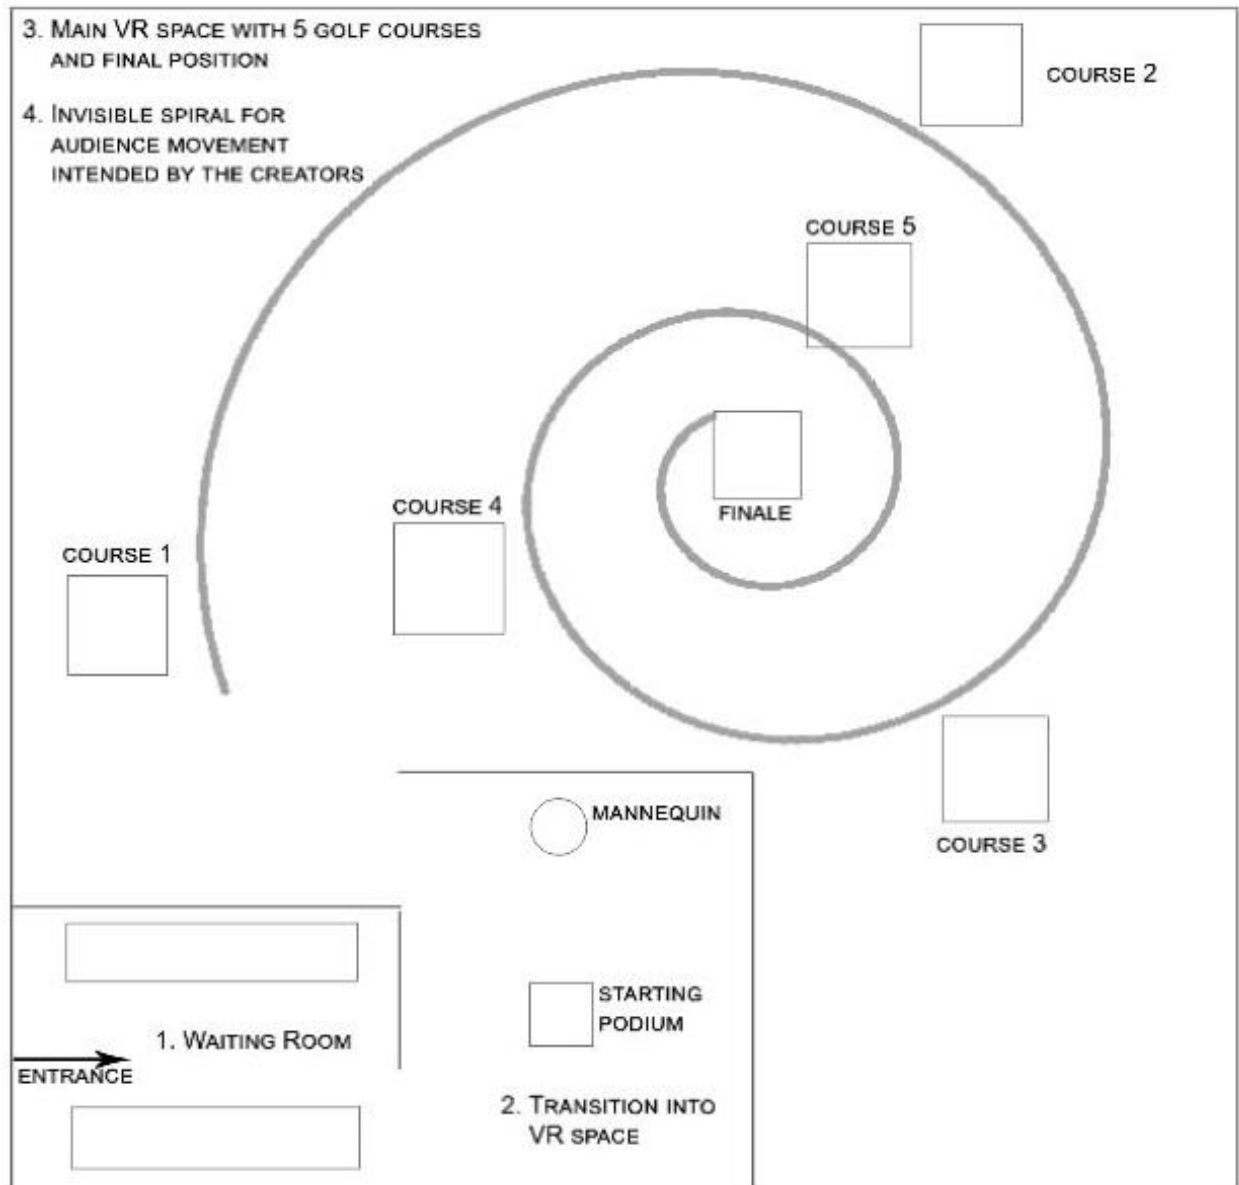 3. Main VR space with 5 golf courses
and final position
4. Invisible spiral for
audience movement
intended by the creators
course 2
course 5
course 4
finale
course 1
mannequin
course 3
starting
podium
1. Waiting Room
entrance
2. Transition into
VR space